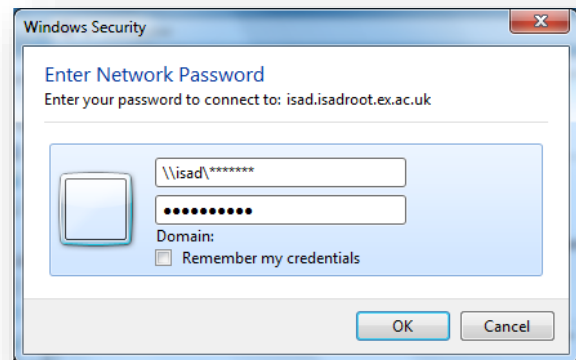 Windows Security
Enter Network Password
Enter your password to connect to: isad.isadroot.ex.ac.uk
\\isad\*******
●●●●●●●●●●
Domain:
Remember my credentials
OK
Cancel